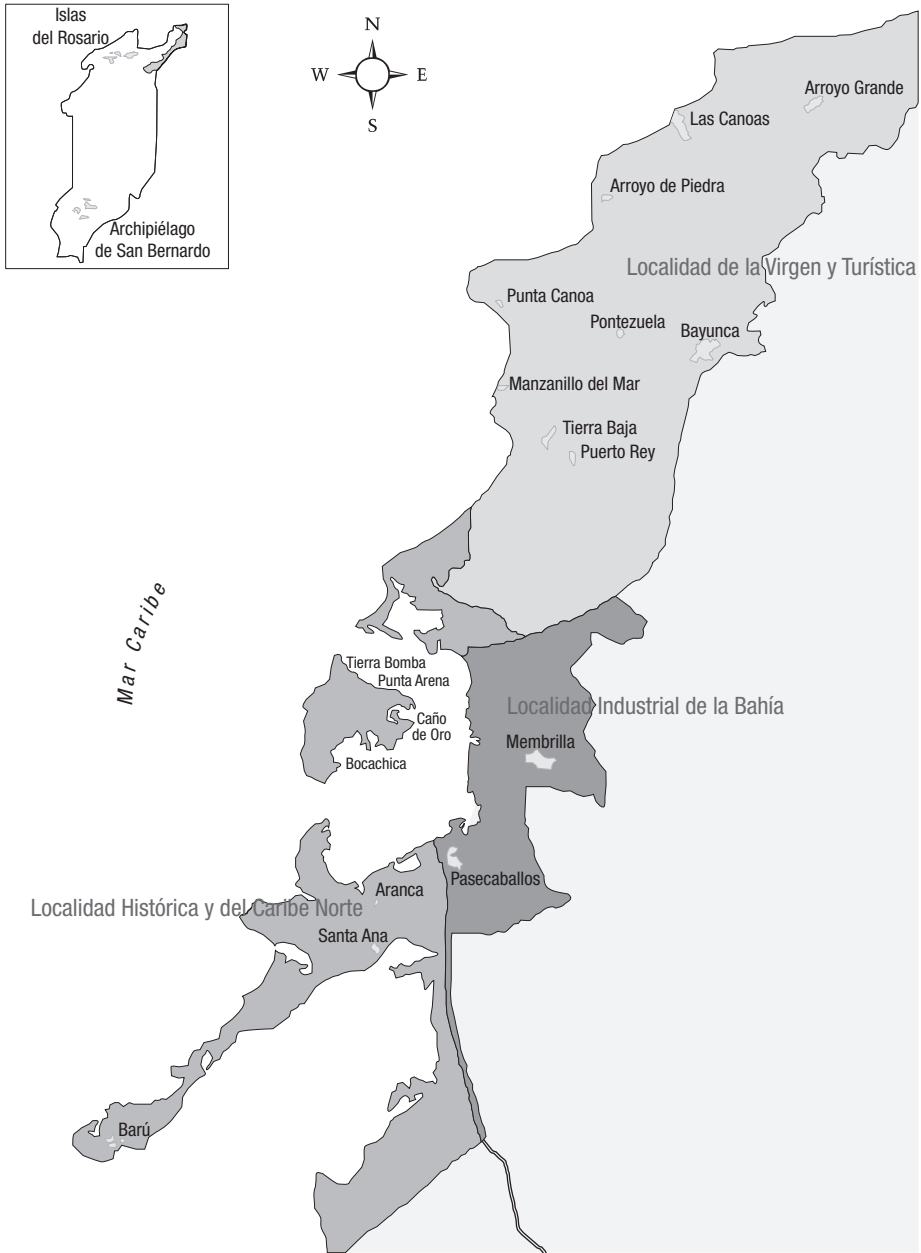 Islas
del Rosario
Archipiélago
de San Bernardo
N
W
E
S
Arroyo Grande
Las Canoas
Arroyo de Piedra
Localidad de la Virgen y Turística
Punta Canoa
Pontezuela
Bayunca
Manzanillo del Mar
Tierra Baja
Puerto Rey
Mar Caribe
Tierra Bomba
Punta Arena
Caño
de Oro
Bocachica
Localidad Industrial de la Bahía
Membrilla
Pasecaballos
Aranca
Localidad Histórica y del Caribe Norte
Santa Ana
Barú